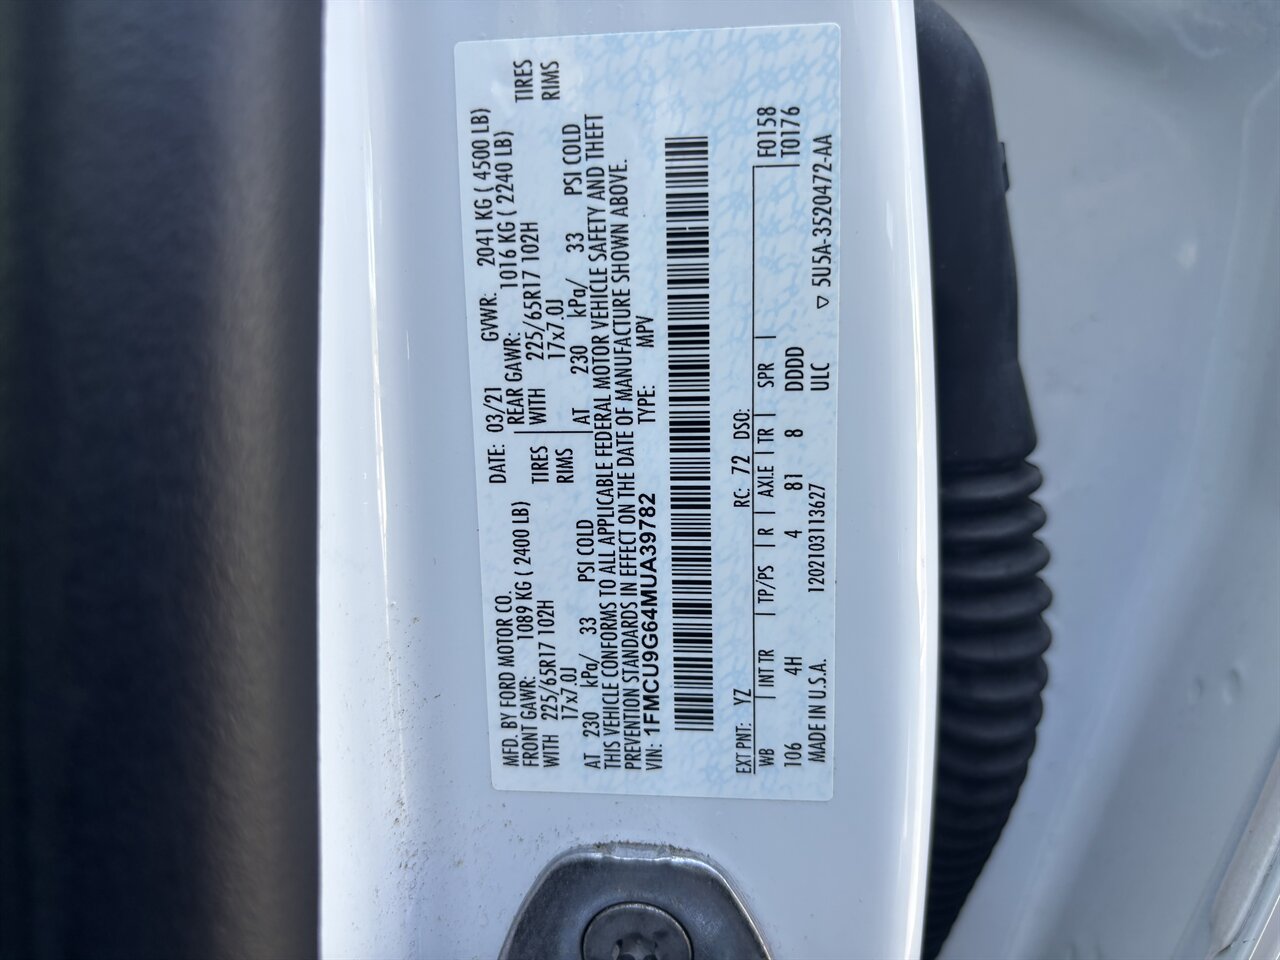 MFD. BY FORD MOTOR CO.
DATE: 03/21 GVWR: 2041 KG ( 4500 LB)
FRONT GAWR: 1089 KG ( 2400 LB) REAR GAWR: 1016 KG ( 2240 LB)
WITH 225/65R17 102H TIRES WITH 225/65R17 102H TIRES
17x7.0J RIMS 17x7.0J RIMS
AT 230 kPa/ 33 PSI COLD AT 230 kPa/ 33 PSI COLD
THIS VEHICLE CONFORMS TO ALL APPLICABLE FEDERAL MOTOR VEHICLE SAFETY AND THEFT
PREVENTION STANDARDS IN EFFECT ON THE DATE OF MANUFACTURE SHOWN ABOVE.
VIN: 1FMCU9G64MUA39782 TYPE: MPV
EXT PNT: YZ RC: 72 DSO:
WB INT TR TP/PS R AXLE TR SPR F0158
106 4H 4 81 8 DDDD T0176
MADE IN U.S.A. 1202103113627 ULC ▽ 5U5A-3520472-AA